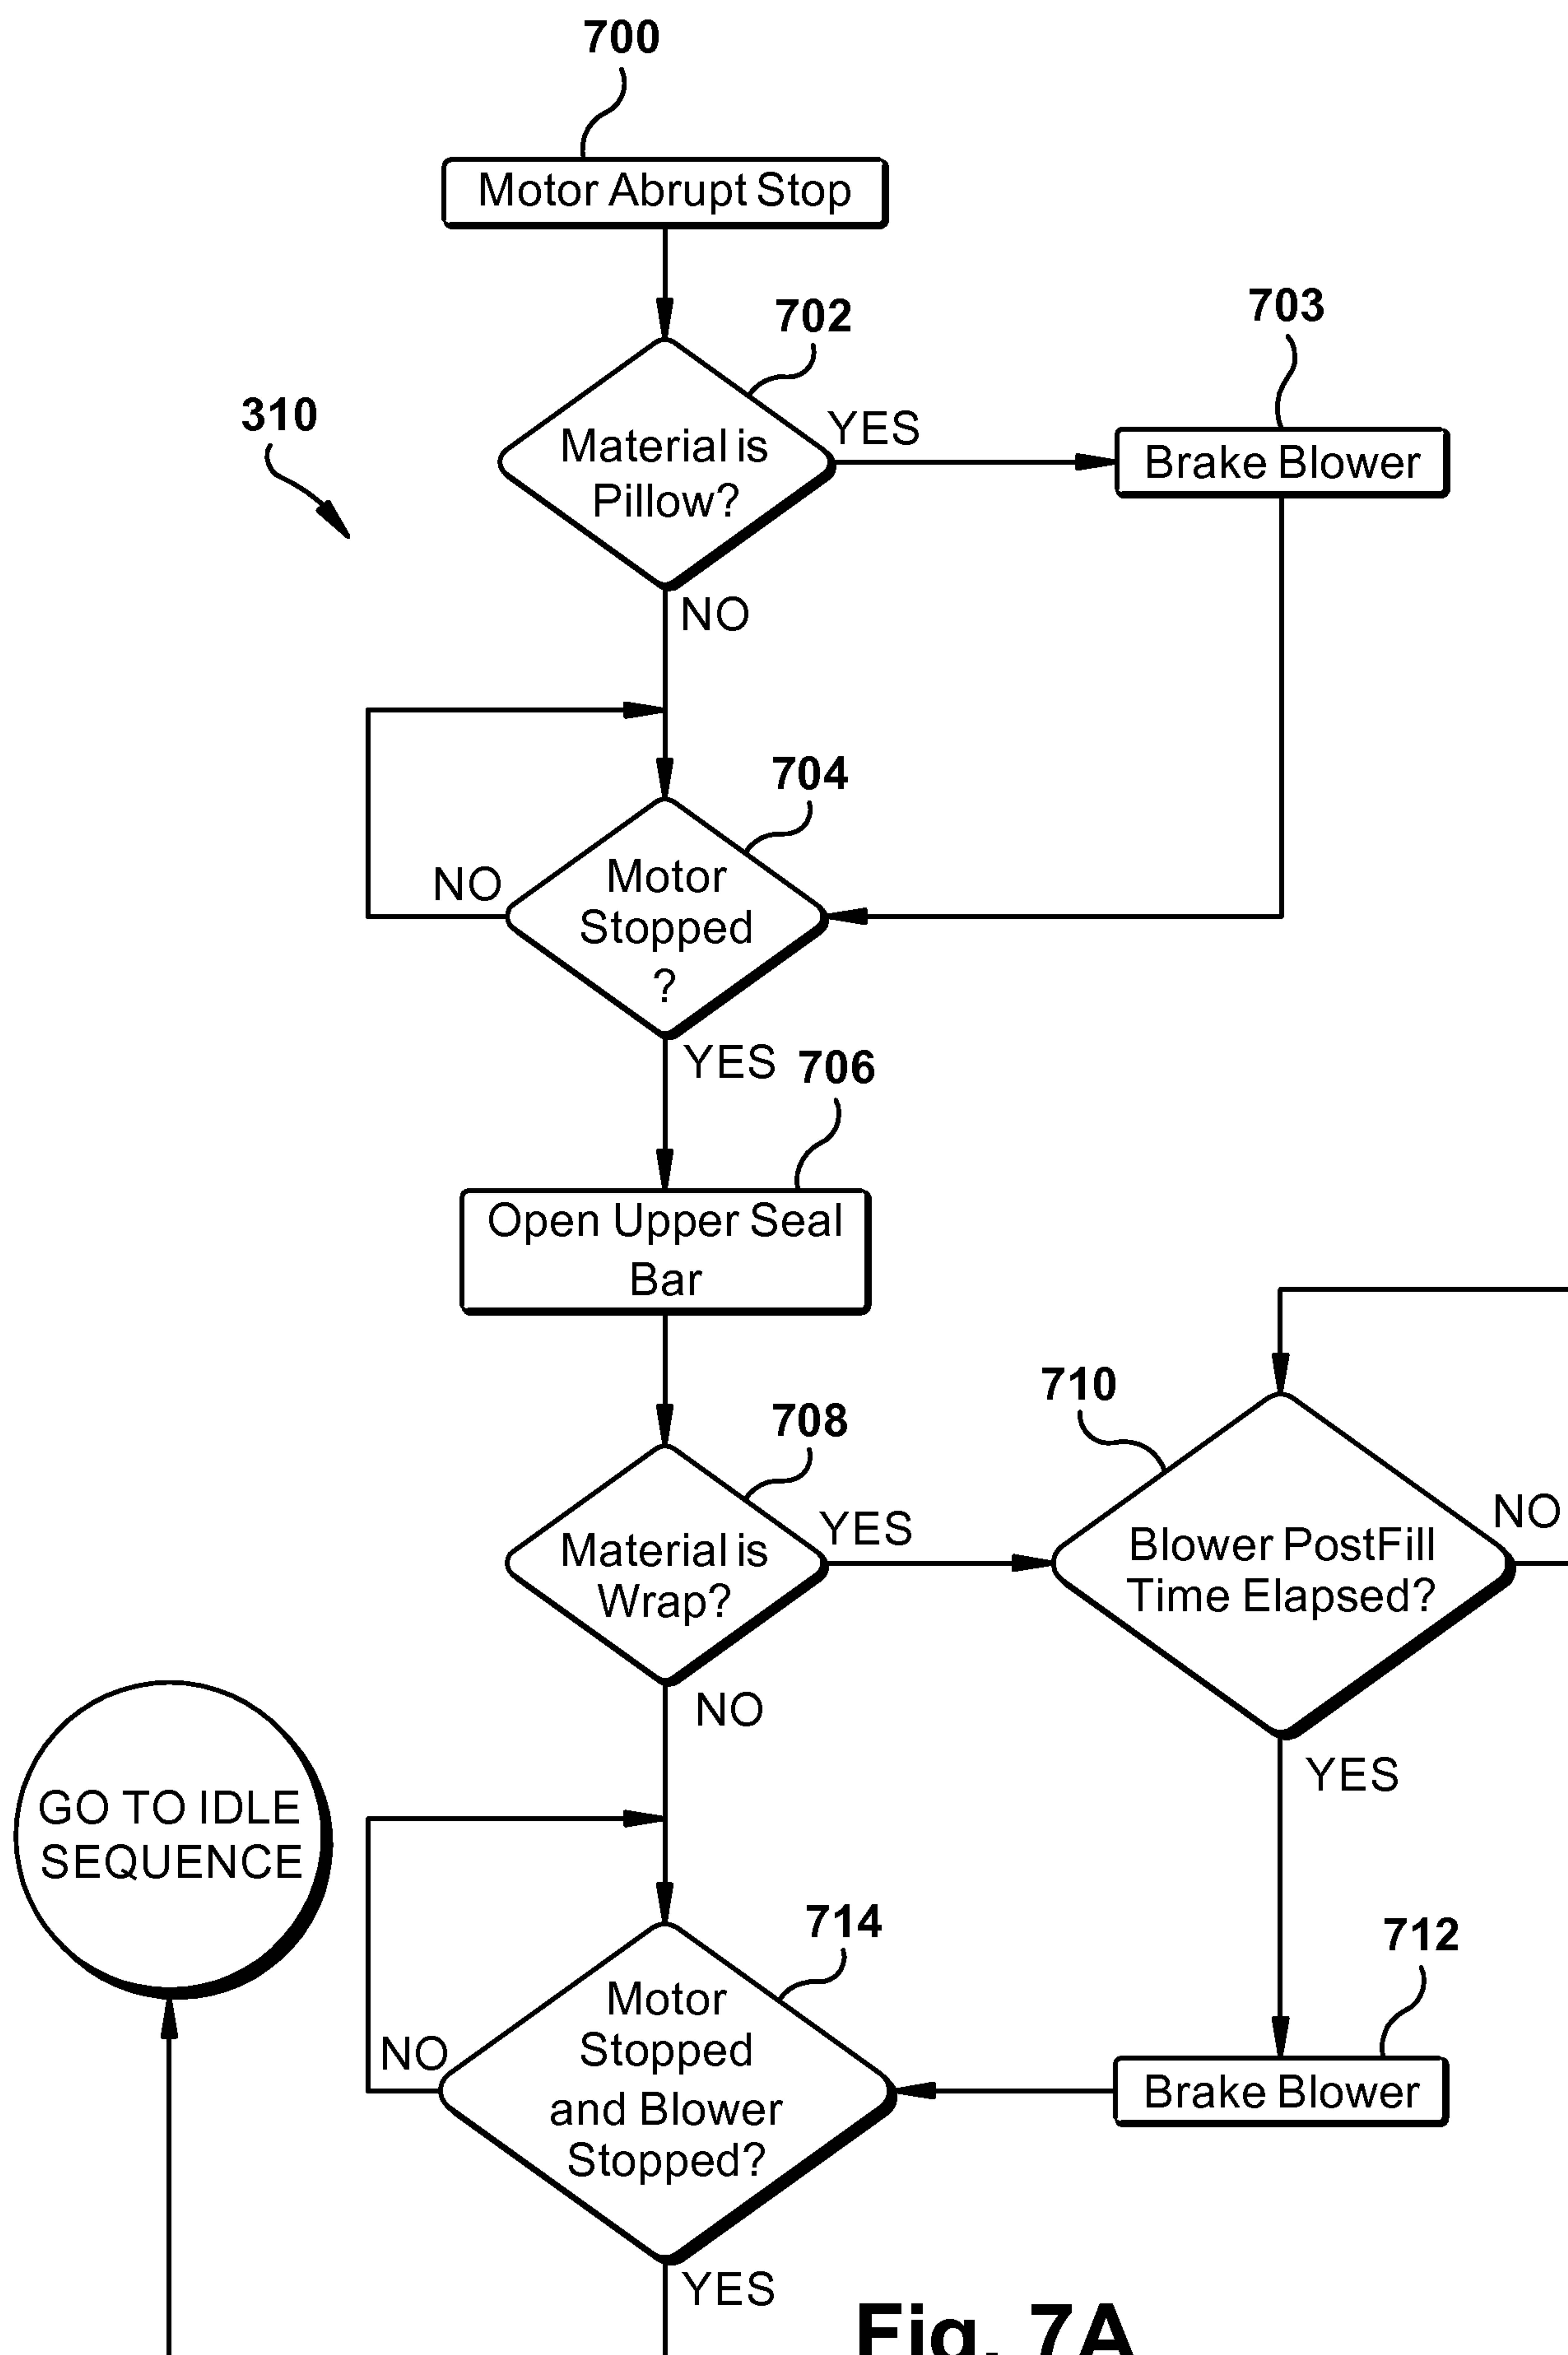 700
Motor Abrupt Stop
702
703
310
YES
Material is
Pillow?
Brake Blower
NO
704
NO
Motor
Stopped
?
YES
706
Open Upper Seal
Bar
710
708
NO
YES
Material is
Wrap?
Blower PostFill
Time Elapsed?
NO
YES
GO TO IDLE
SEQUENCE
714
712
Motor
Stopped
and Blower
Stopped?
NO
Brake Blower
YES
Fig. 7A